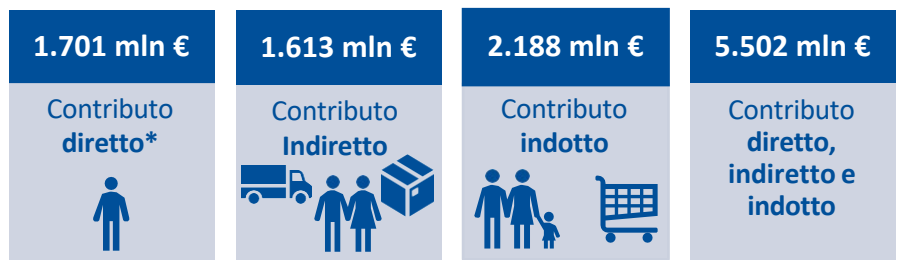 1.701 mln €
Contributo
diretto*
1.613 mln €
Contributo
Indiretto
2.188 mln €
Contributo
indotto
5.502 mln €
Contributo
diretto,
indiretto e
indotto